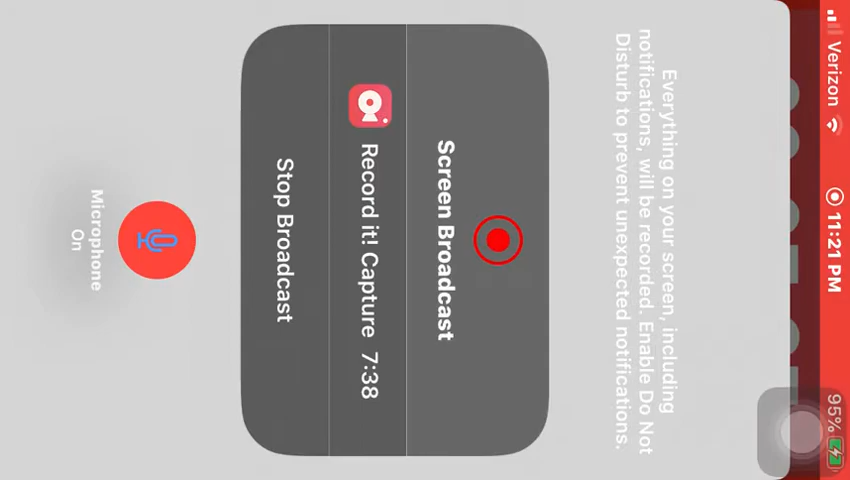 Verizon 11:21 PM 95%
Everything on your screen, including
notifications, will be recorded. Enable Do Not
Disturb to prevent unexpected notifications.
Screen Broadcast
Record it! Capture 7:38
Stop Broadcast
Microphone
On